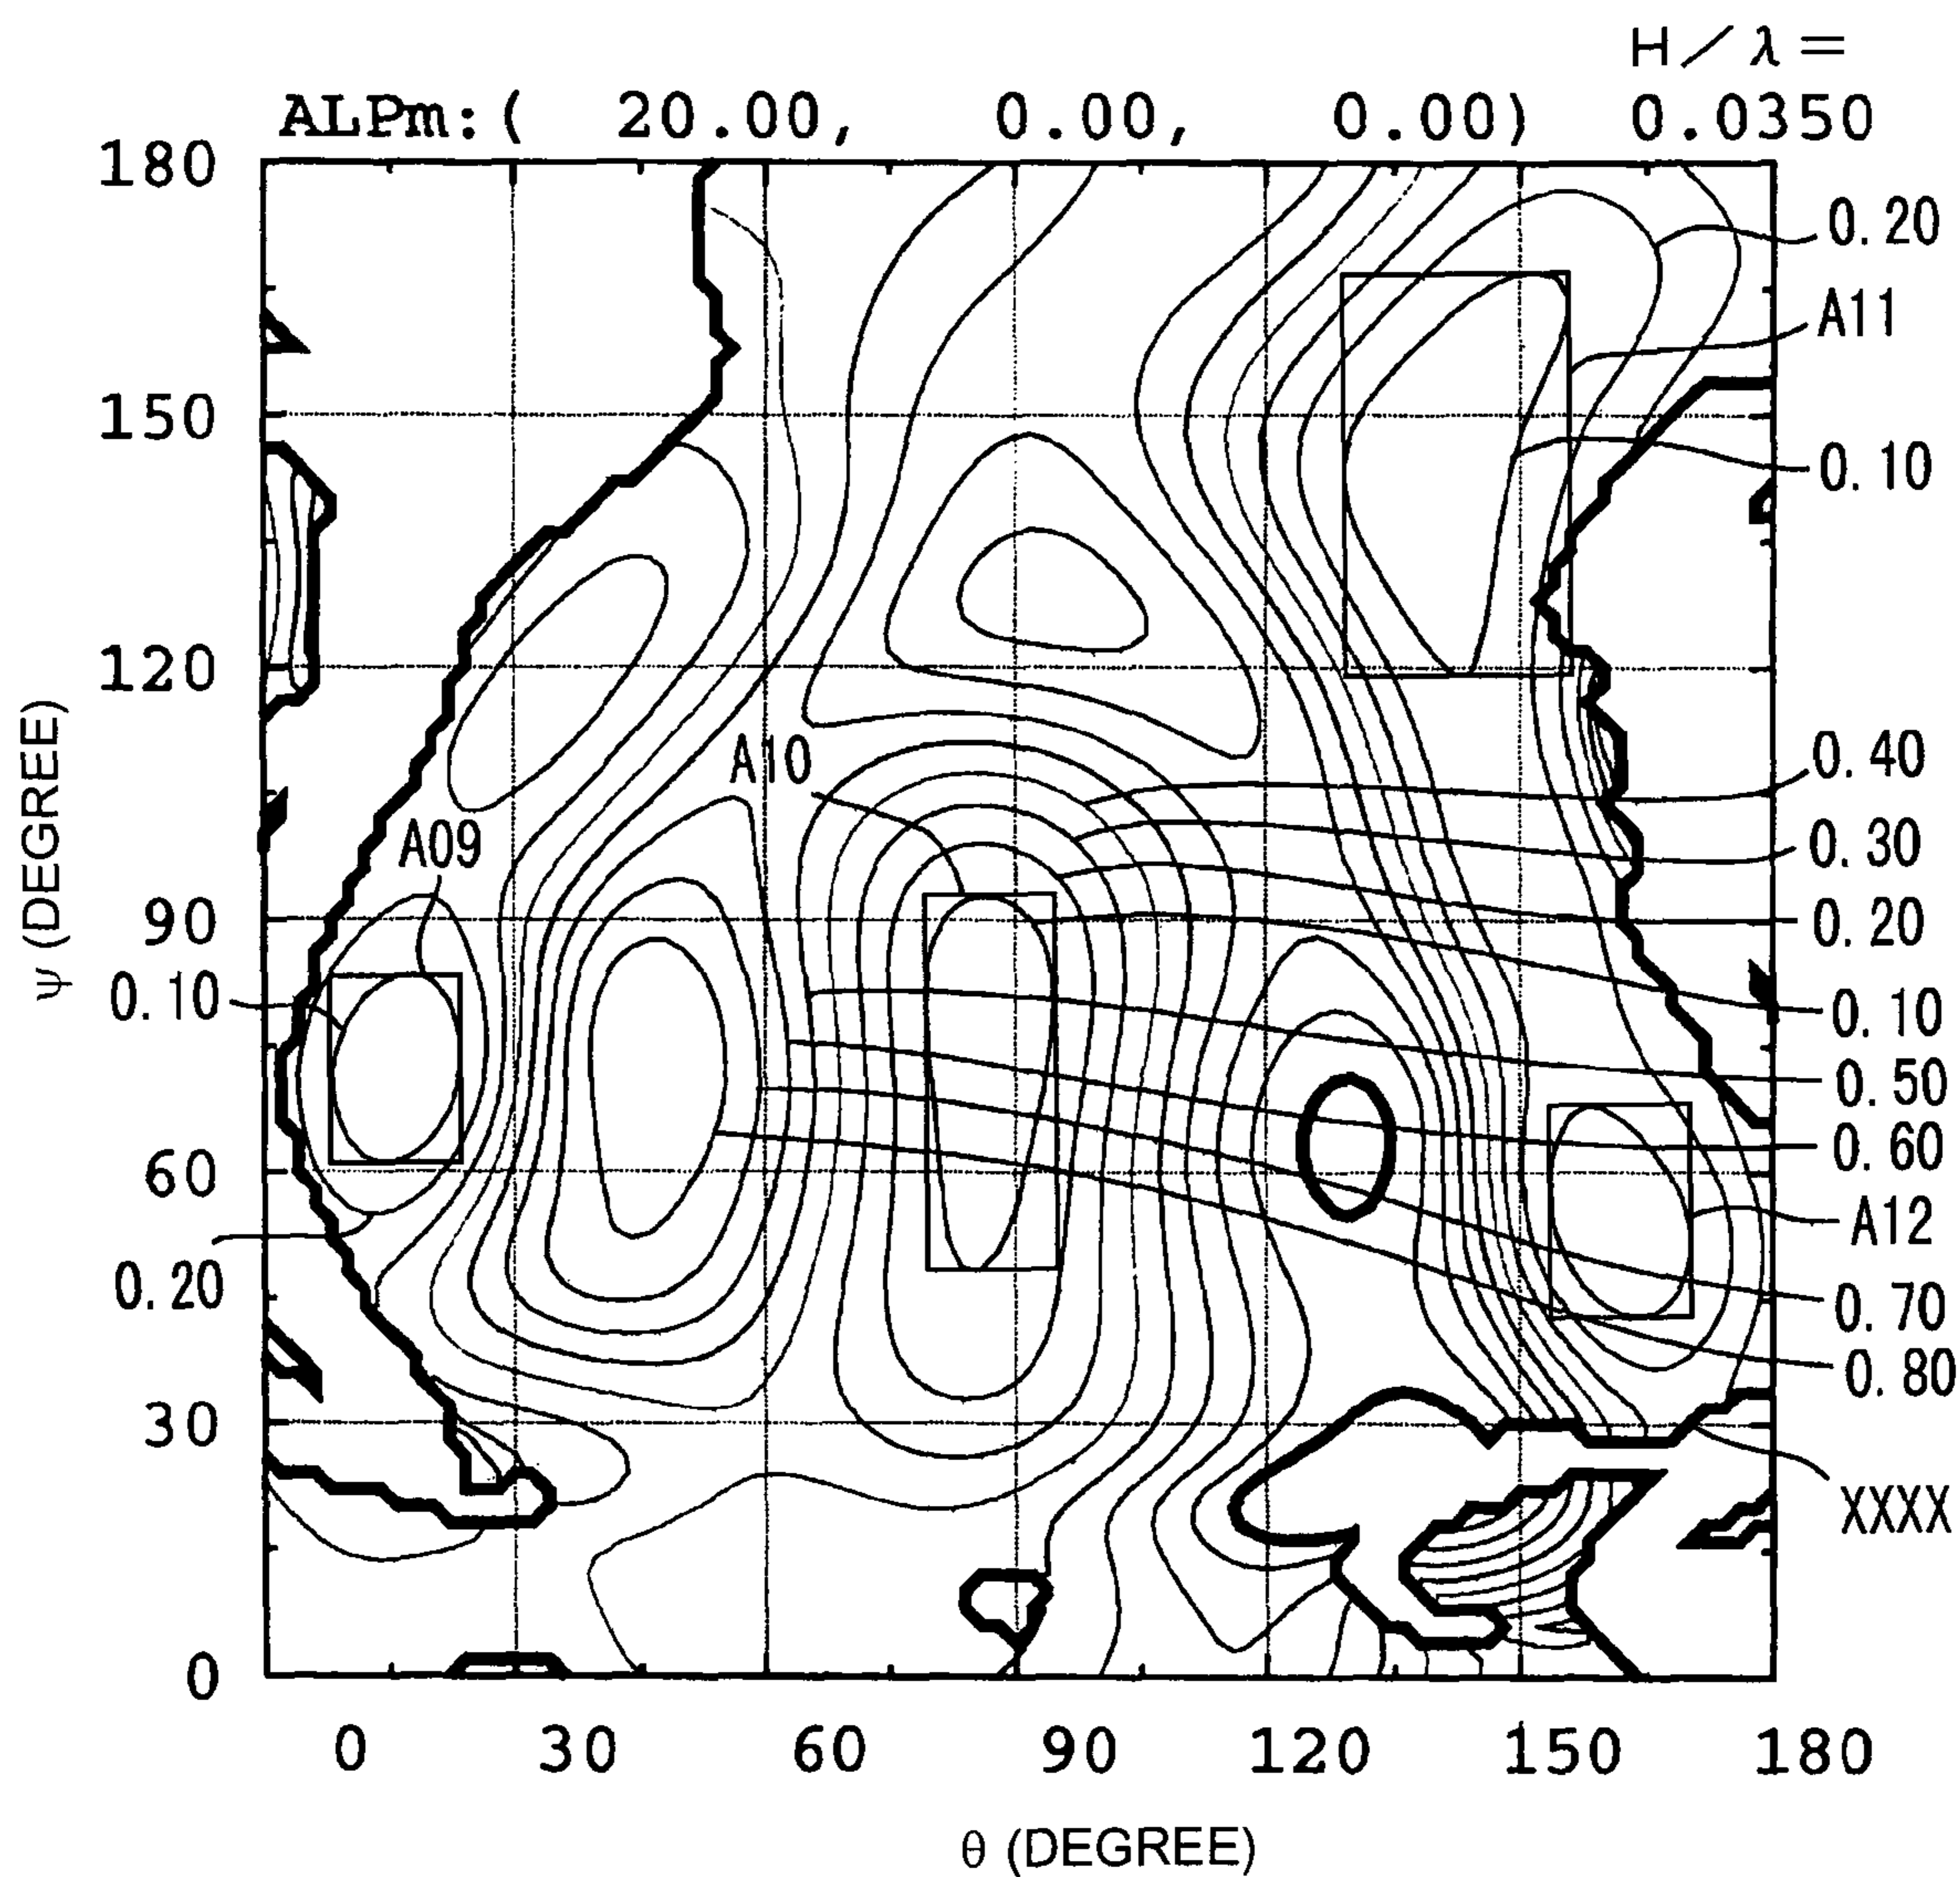 H/λ=
ALPm:( 20.00, 0.00, 0.00) 0.0350
180
150
120
90
60
30
0
ψ (DEGREE)
0.20
A11
0.10
0.40
0.30
0.20
0.10
0.50
0.60
A12
0.70
0.80
XXXX
A10
A09
0.10
0.20
0 30 60 90 120 150 180
θ (DEGREE)